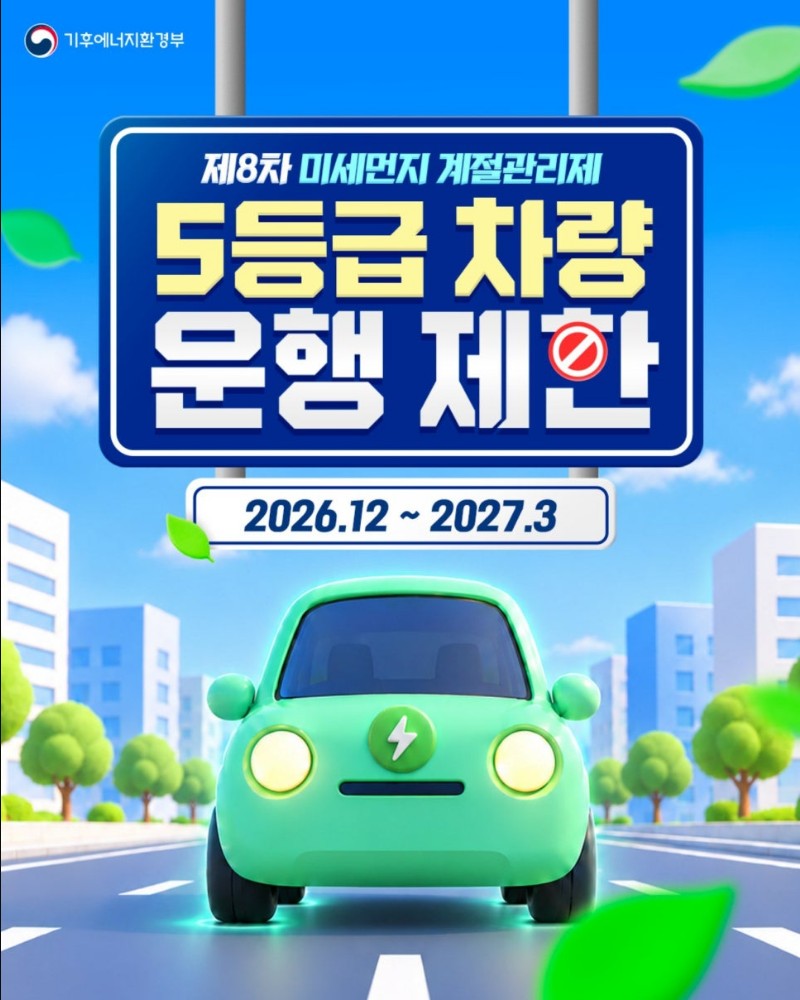 기후에너지환경부
제8차 미세먼지 계절관리제
5등급 차량
운행 제한
2026.12 ~ 2027.3